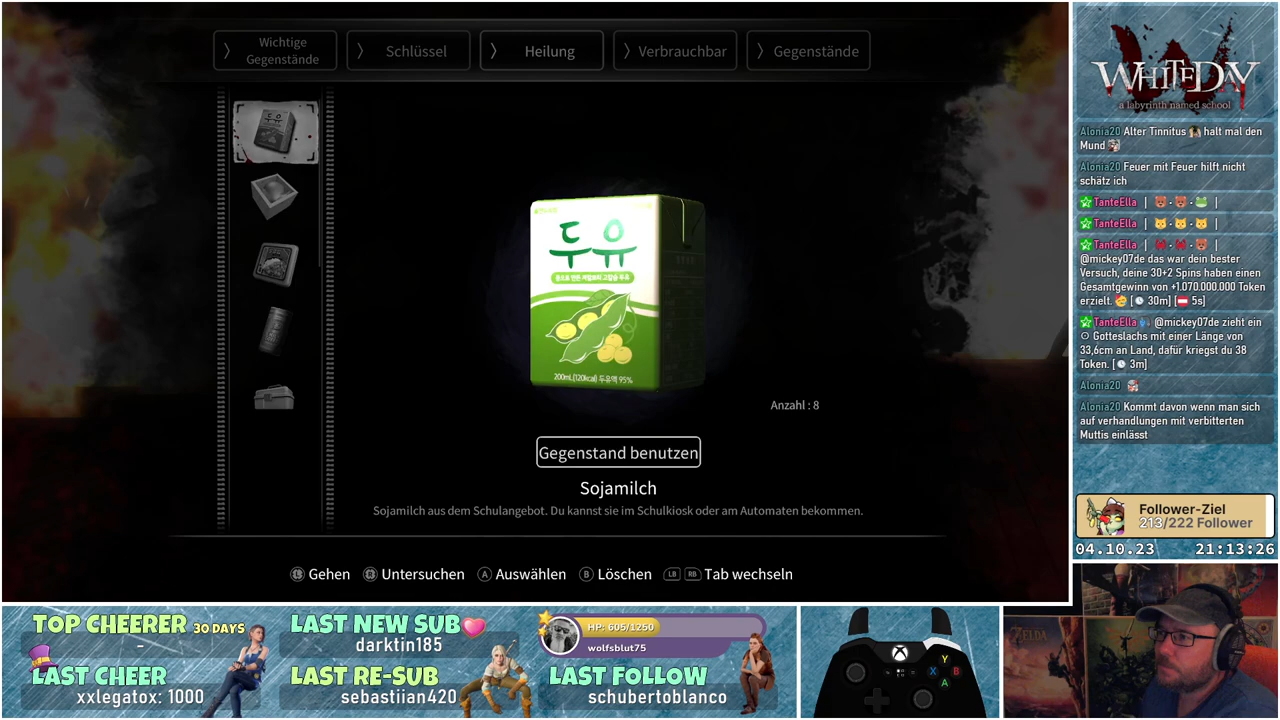 Wichtige
Gegenstände
Schlüssel
Heilung
Verbrauchbar
Gegenstände
두유
200mL(120kcal) 두유액 95%
Anzahl : 8
Gegenstand benutzen
Sojamilch
Sojamilch aus dem Schulangebot. Du kannst sie im Schulkiosk oder am Automaten bekommen.
Gehen
Untersuchen
A Auswählen
B Löschen
LB RB Tab wechseln
WHITEDAY
a labyrinth named school
Alonia20 Alter Tinnitus halt mal den
Mund
Alonia20 Feuer mit Feuer hilft nicht
schätz ich
TanteElla | - - |
TanteElla | - - |
TanteElla | - - |
@mickey07de das war dein bester
Versuch, deine 30+2 Spins haben einen
Gesamtgewinn von +1.070.000.000 Token
erzielt. [ 30m] [ 5s]
TanteElla @mickey07de zieht ein
Gotteslachs mit einer Länge von
33,6cm an Land, dafür kriegst du 38
Token. [ 3m]
Alonia20
Alonia20 Kommt davon wenn man sich
auf verhandlungen mit verbitterten
Muttis einlässt
Follower-Ziel
213/222 Follower
04.10.23 21:13:26
TOP CHEERER 30 DAYS
-
LAST CHEER
xxlegatox: 1000
LAST NEW SUB
darktin185
LAST RE-SUB
sebastiian420
HP: 605/1250
wolfsblut75
LAST FOLLOW
schubertoblanco
Y
X B
A
ZELDA